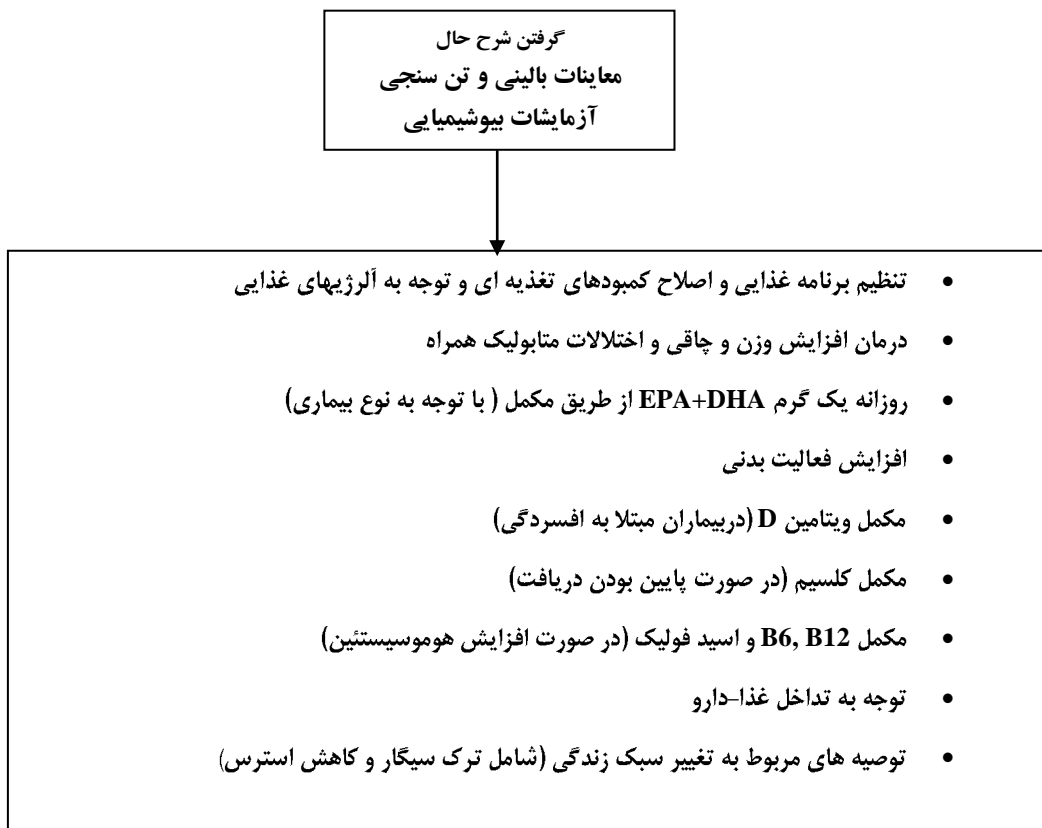 گرفتن شرح حال
معاینات بالینی و تن سنجی
آزمایشات بیوشیمیایی
• تنظیم برنامه غذایی و اصلاح کمبودهای تغذیه ای و توجه به آلرژیهای غذایی
• درمان افزایش وزن و چاقی و اختلالات متابولیک همراه
• روزانه یک گرم EPA+DHA از طریق مکمل ( با توجه به نوع بیماری)
• افزایش فعالیت بدنی
• مکمل ویتامین D (دربیماران مبتلا به افسردگی)
• مکمل کلسیم (در صورت پایین بودن دریافت)
• مکمل B6, B12 و اسید فولیک (در صورت افزایش هوموسیستئین)
• توجه به تداخل غذا–دارو
• توصیه های مربوط به تغییر سبک زندگی (شامل ترک سیگار و کاهش استرس)